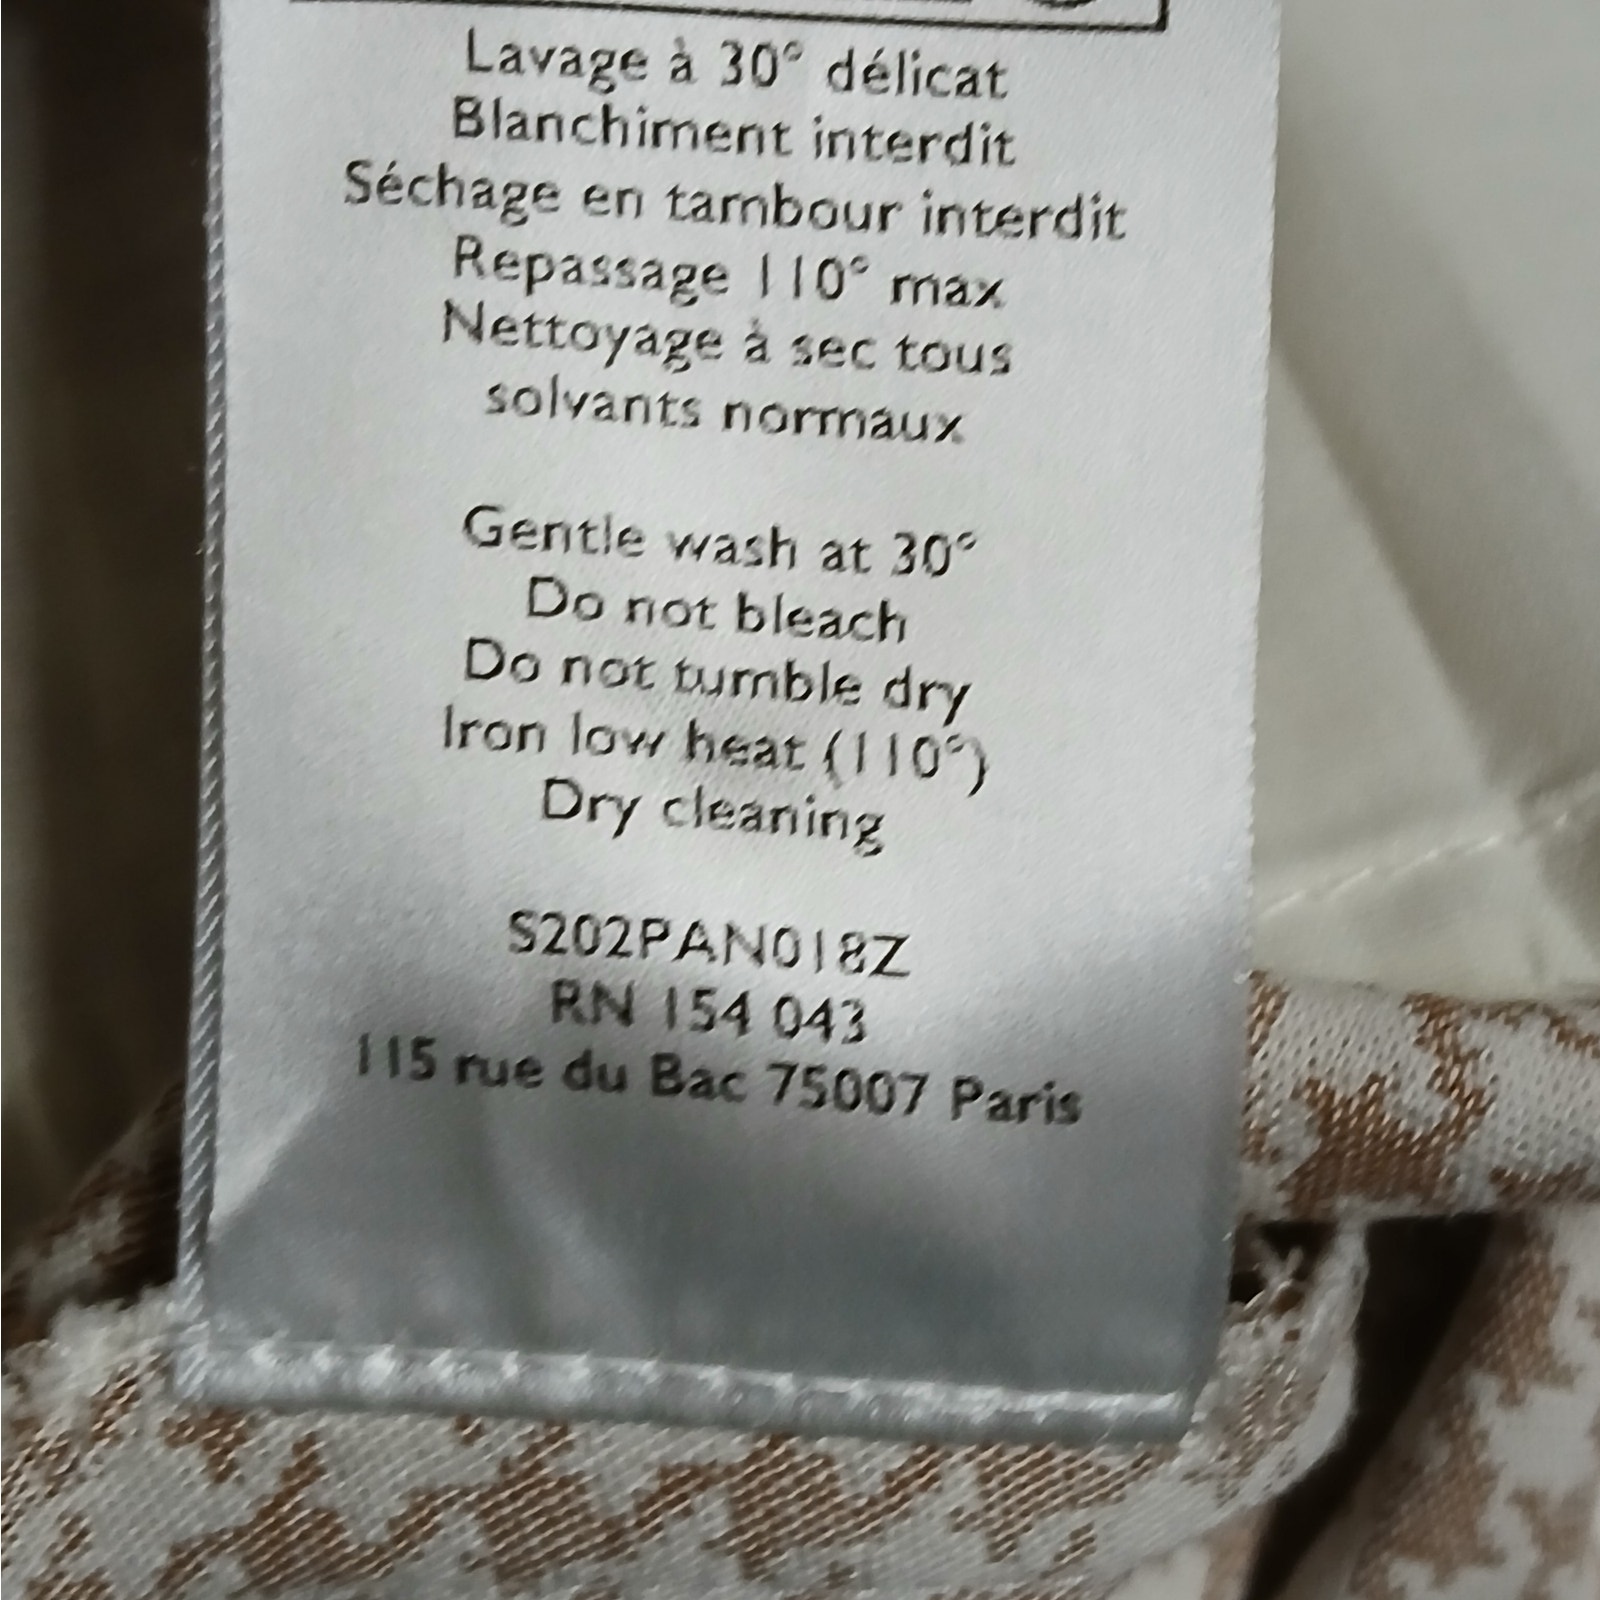 Lavage à 30° délicat
Blanchiment interdit
Séchage en tambour interdit
Repassage 110° max
Nettoyage à sec tous
solvants normaux
Gentle wash at 30°
Do not bleach
Do not tumble dry
Iron low heat (110°)
Dry cleaning
S202PAN018Z
RN 154 043
115 rue du Bac 75007 Paris